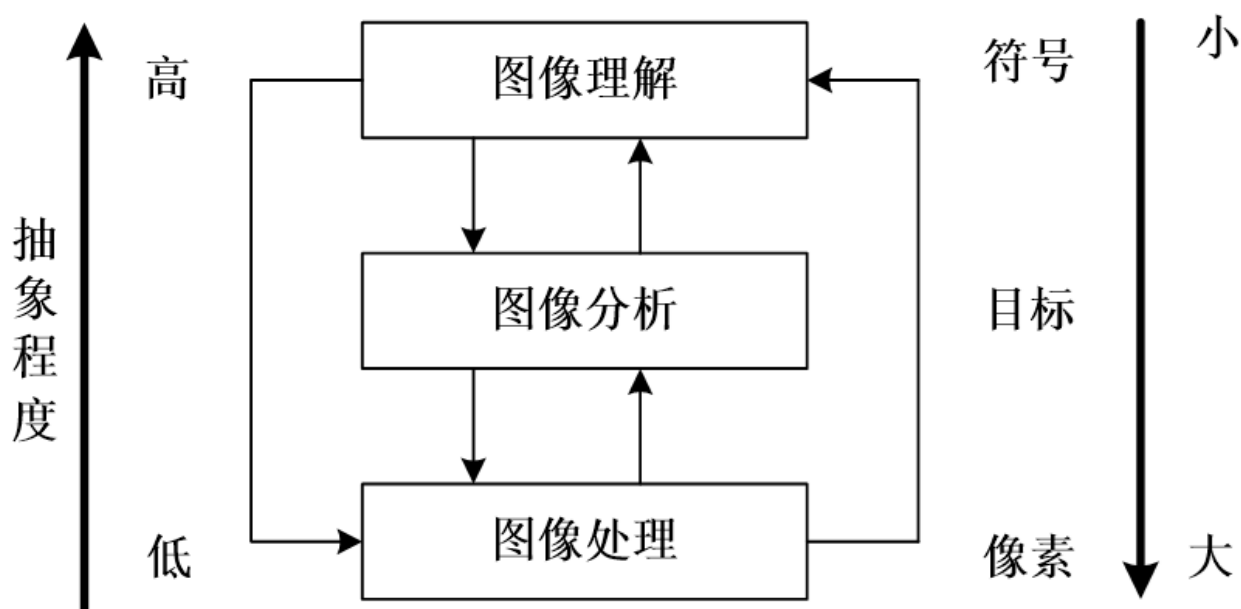 高
图像理解
符号
小
抽象程度
图像分析
目标
低
图像处理
像素
大